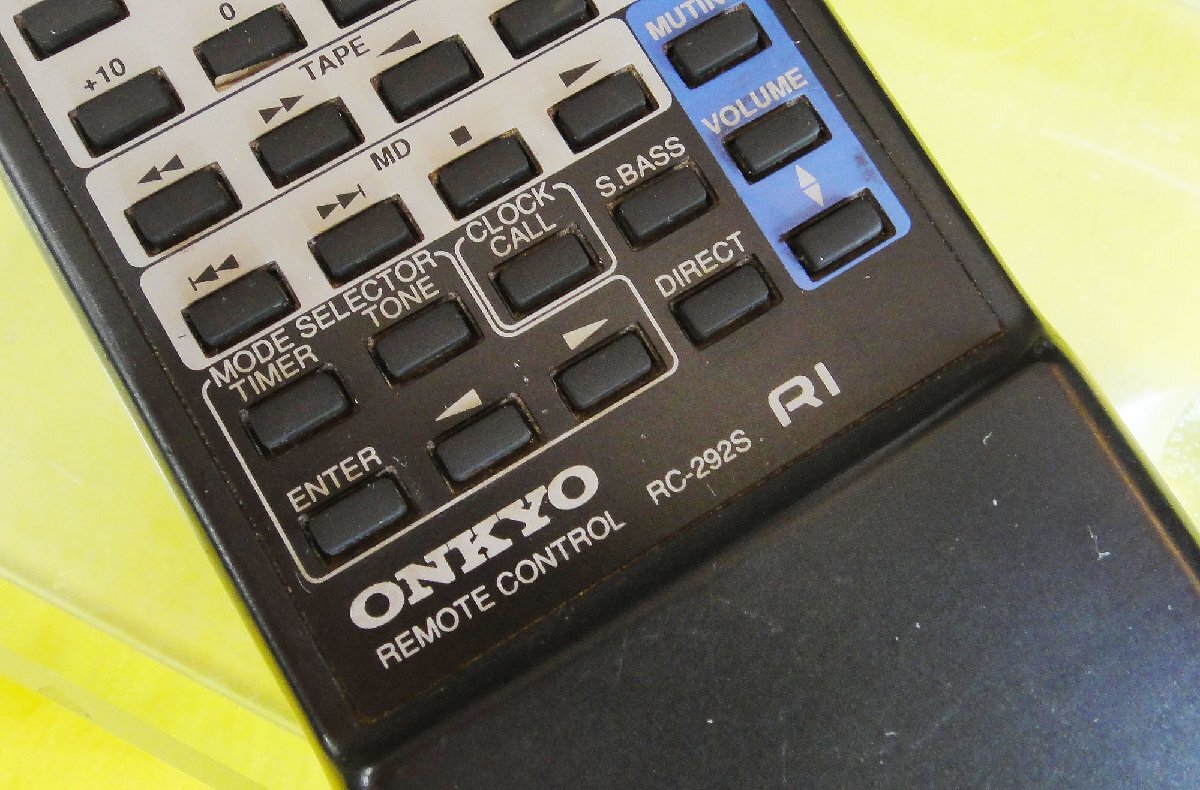 0
+10
TAPE
MUTIN
VOLUME
MD
S.BASS
CLOCK
CALL
DIRECT
MODE SELECTOR
TONE
TIMER
ENTER
ONKYO
REMOTE CONTROL
RC-292S
RI